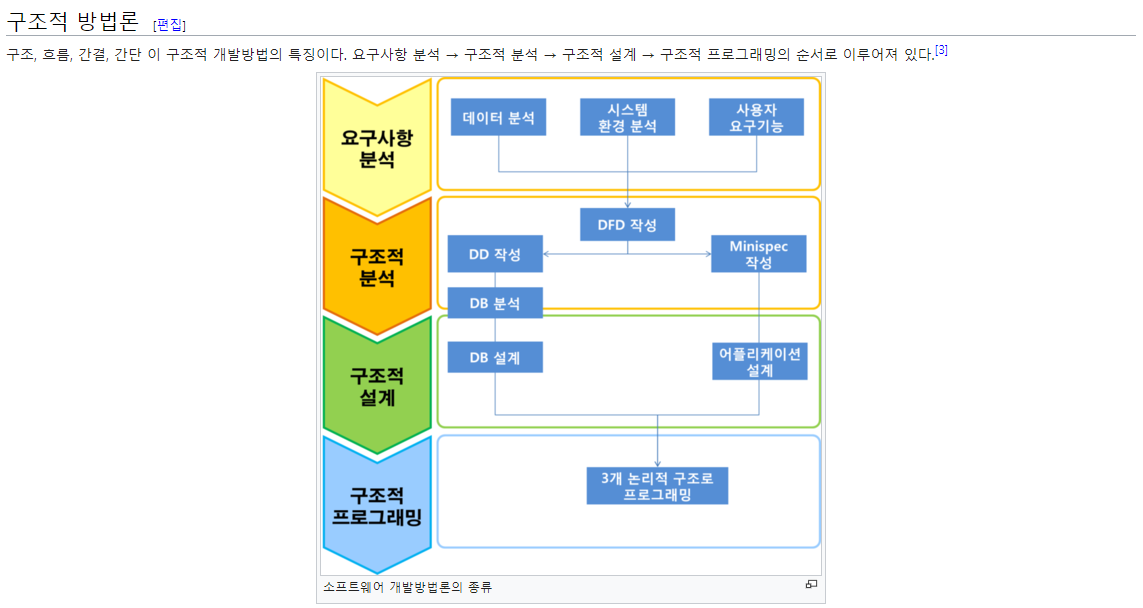 구조적 방법론 [편집]
구조, 흐름, 간결, 간단 이 구조적 개발방법의 특징이다. 요구사항 분석 → 구조적 분석 → 구조적 설계 → 구조적 프로그래밍의 순서로 이루어져 있다.[3]
요구사항
분석
데이터 분석
시스템
환경 분석
사용자
요구기능
구조적
분석
DFD 작성
DD 작성
Minispec
작성
DB 분석
구조적
설계
DB 설계
어플리케이션
설계
구조적
프로그래밍
3개 논리적 구조로
프로그래밍
소프트웨어 개발방법론의 종류